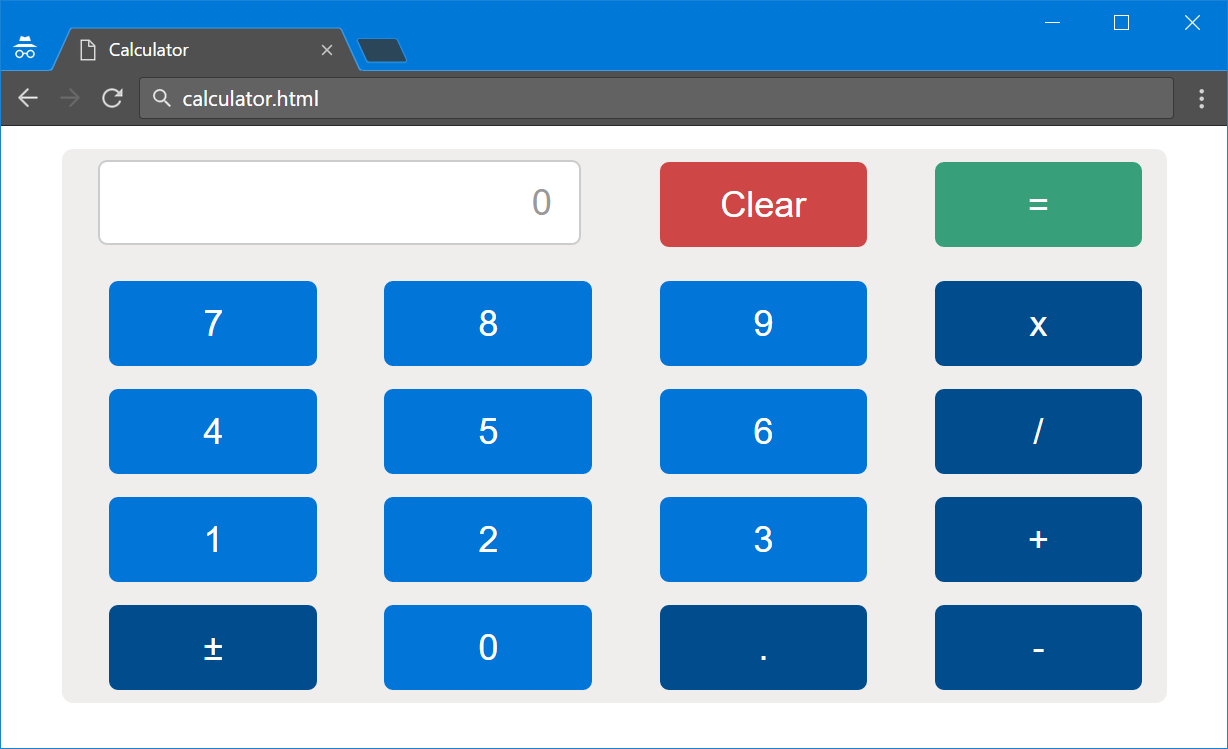 Calculator
calculator.html
0 Clear =
7 8 9 x
4 5 6 /
1 2 3 +
± 0 . -